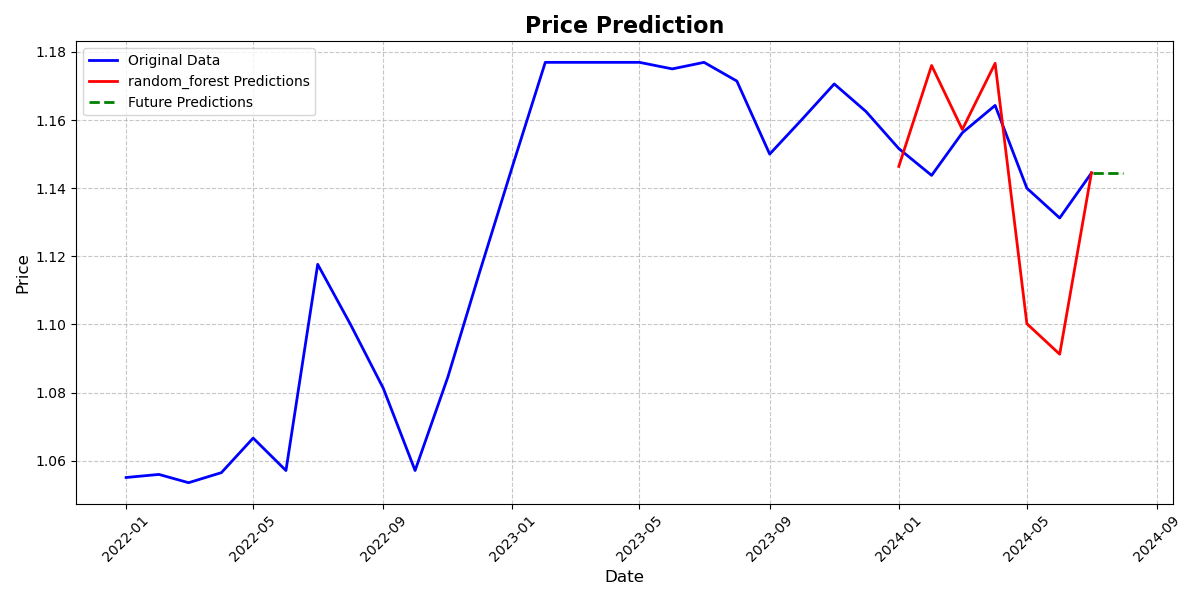 Price Prediction
Original Data
random_forest Predictions
Future Predictions
Price
1.18
1.16
1.14
1.12
1.10
1.08
1.06
2022-01
2022-05
2022-09
2023-01
2023-05
2023-09
2024-01
2024-05
2024-09
Date